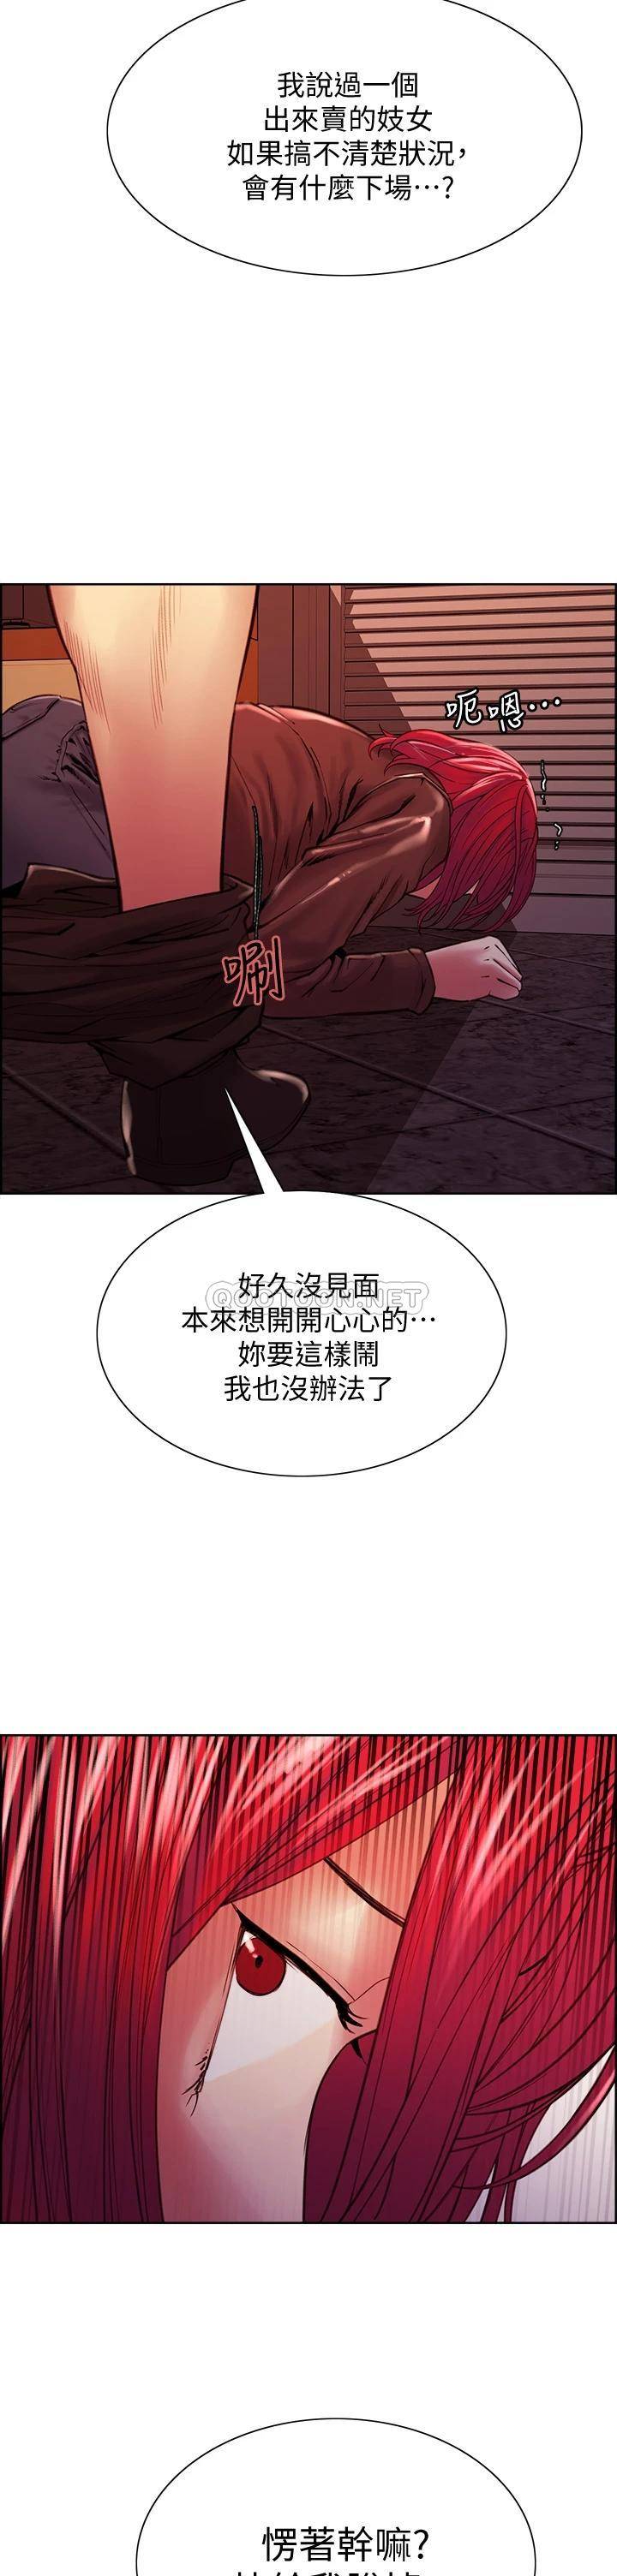 我說過一個
出來賣的妓女
如果搞不清楚狀況，
會有什麼下場…?
呃嗯…
唰
好久沒見面
QOOTOON.NET
本來想開開心心的…
妳要這樣鬧
我也沒辦法了
愣著幹嘛?